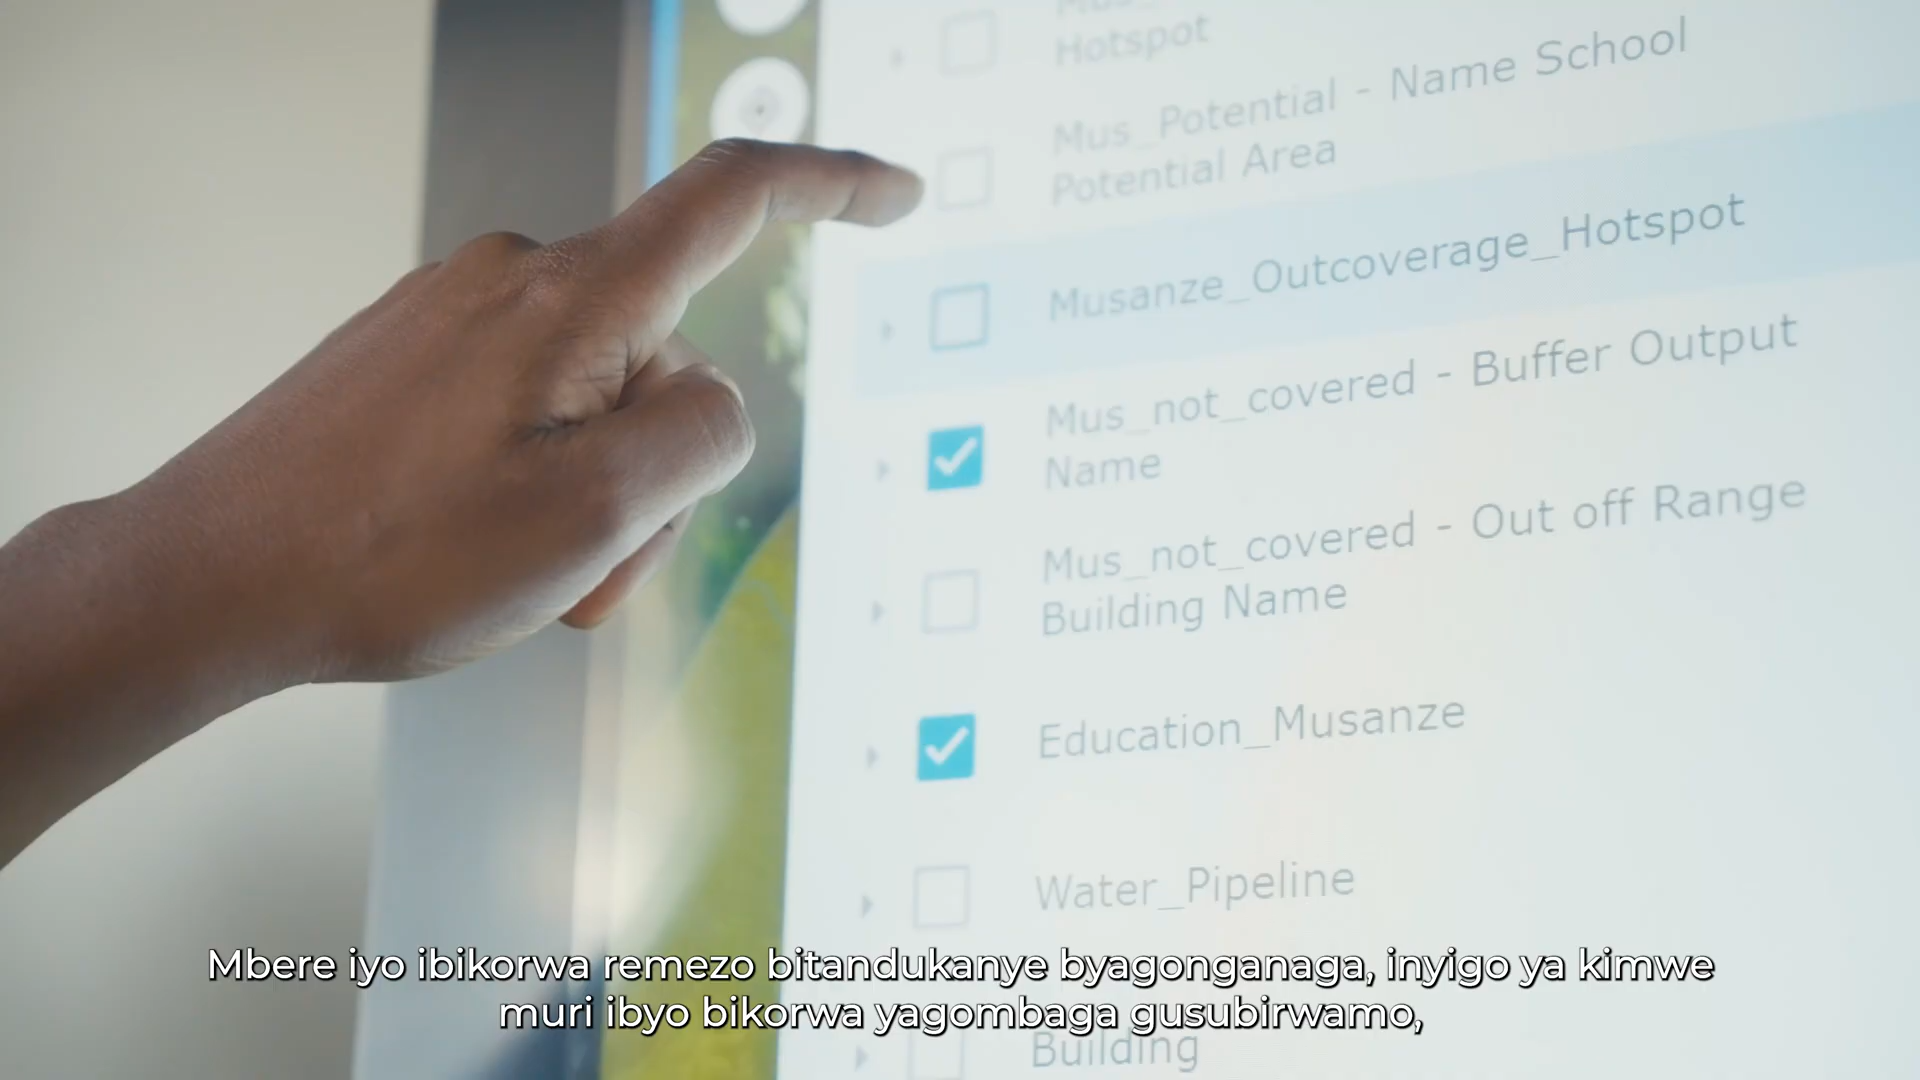 Mus_
Hotspot
Mus_Potential - Name School
Potential Area
Musanze_Outcoverage_Hotspot
Mus_not_covered - Buffer Output
Name
Mus_not_covered - Out off Range
Building Name
Education_Musanze
Water_Pipeline
Building
Mbere iyo ibikorwa remezo bitandukanye byagonganaga, inyigo ya kimwe
muri ibyo bikorwa yagombaga gusubirwamo,